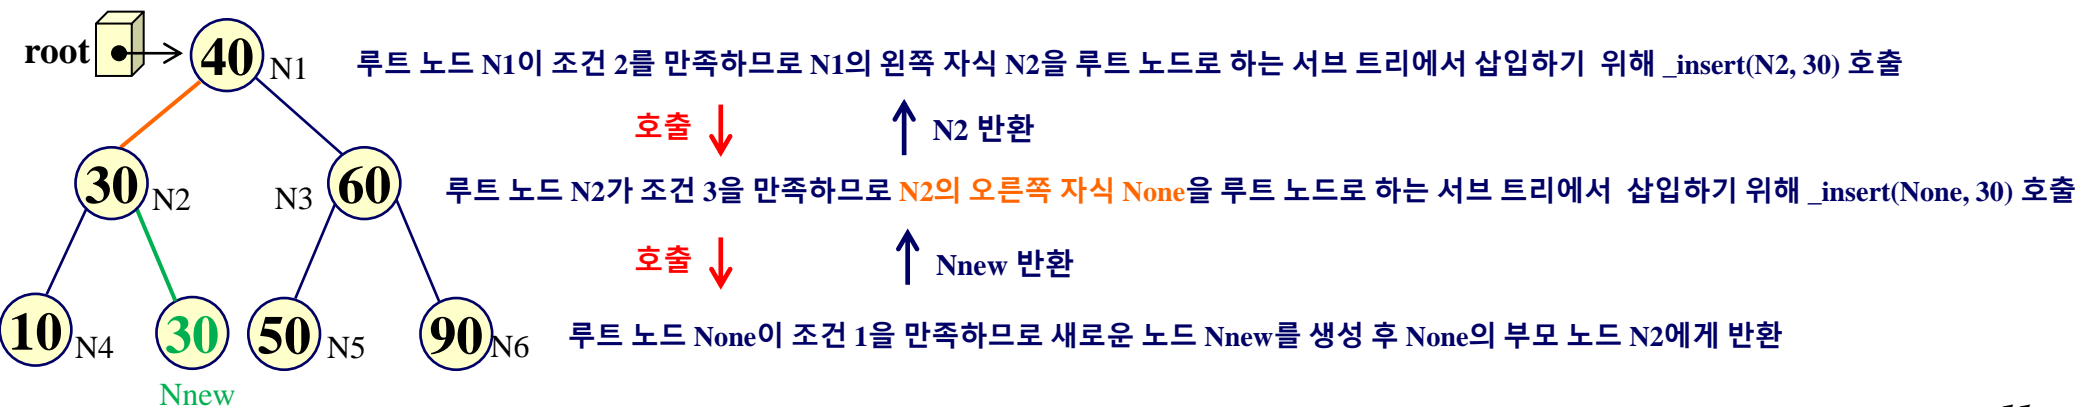 root 40 N1 루트 노드 N1이 조건 2를 만족하므로 N1의 왼쪽 자식 N2을 루트 노드로 하는 서브 트리에서 삽입하기 위해 _insert(N2, 30) 호출
호출 N2 반환
30 N2 N3 60 루트 노드 N2가 조건 3을 만족하므로 N2의 오른쪽 자식 None을 루트 노드로 하는 서브 트리에서 삽입하기 위해 _insert(None, 30) 호출
호출 Nnew 반환
10 N4 30 50 N5 90 N6 루트 노드 None이 조건 1을 만족하므로 새로운 노드 Nnew를 생성 후 None의 부모 노드 N2에게 반환
Nnew